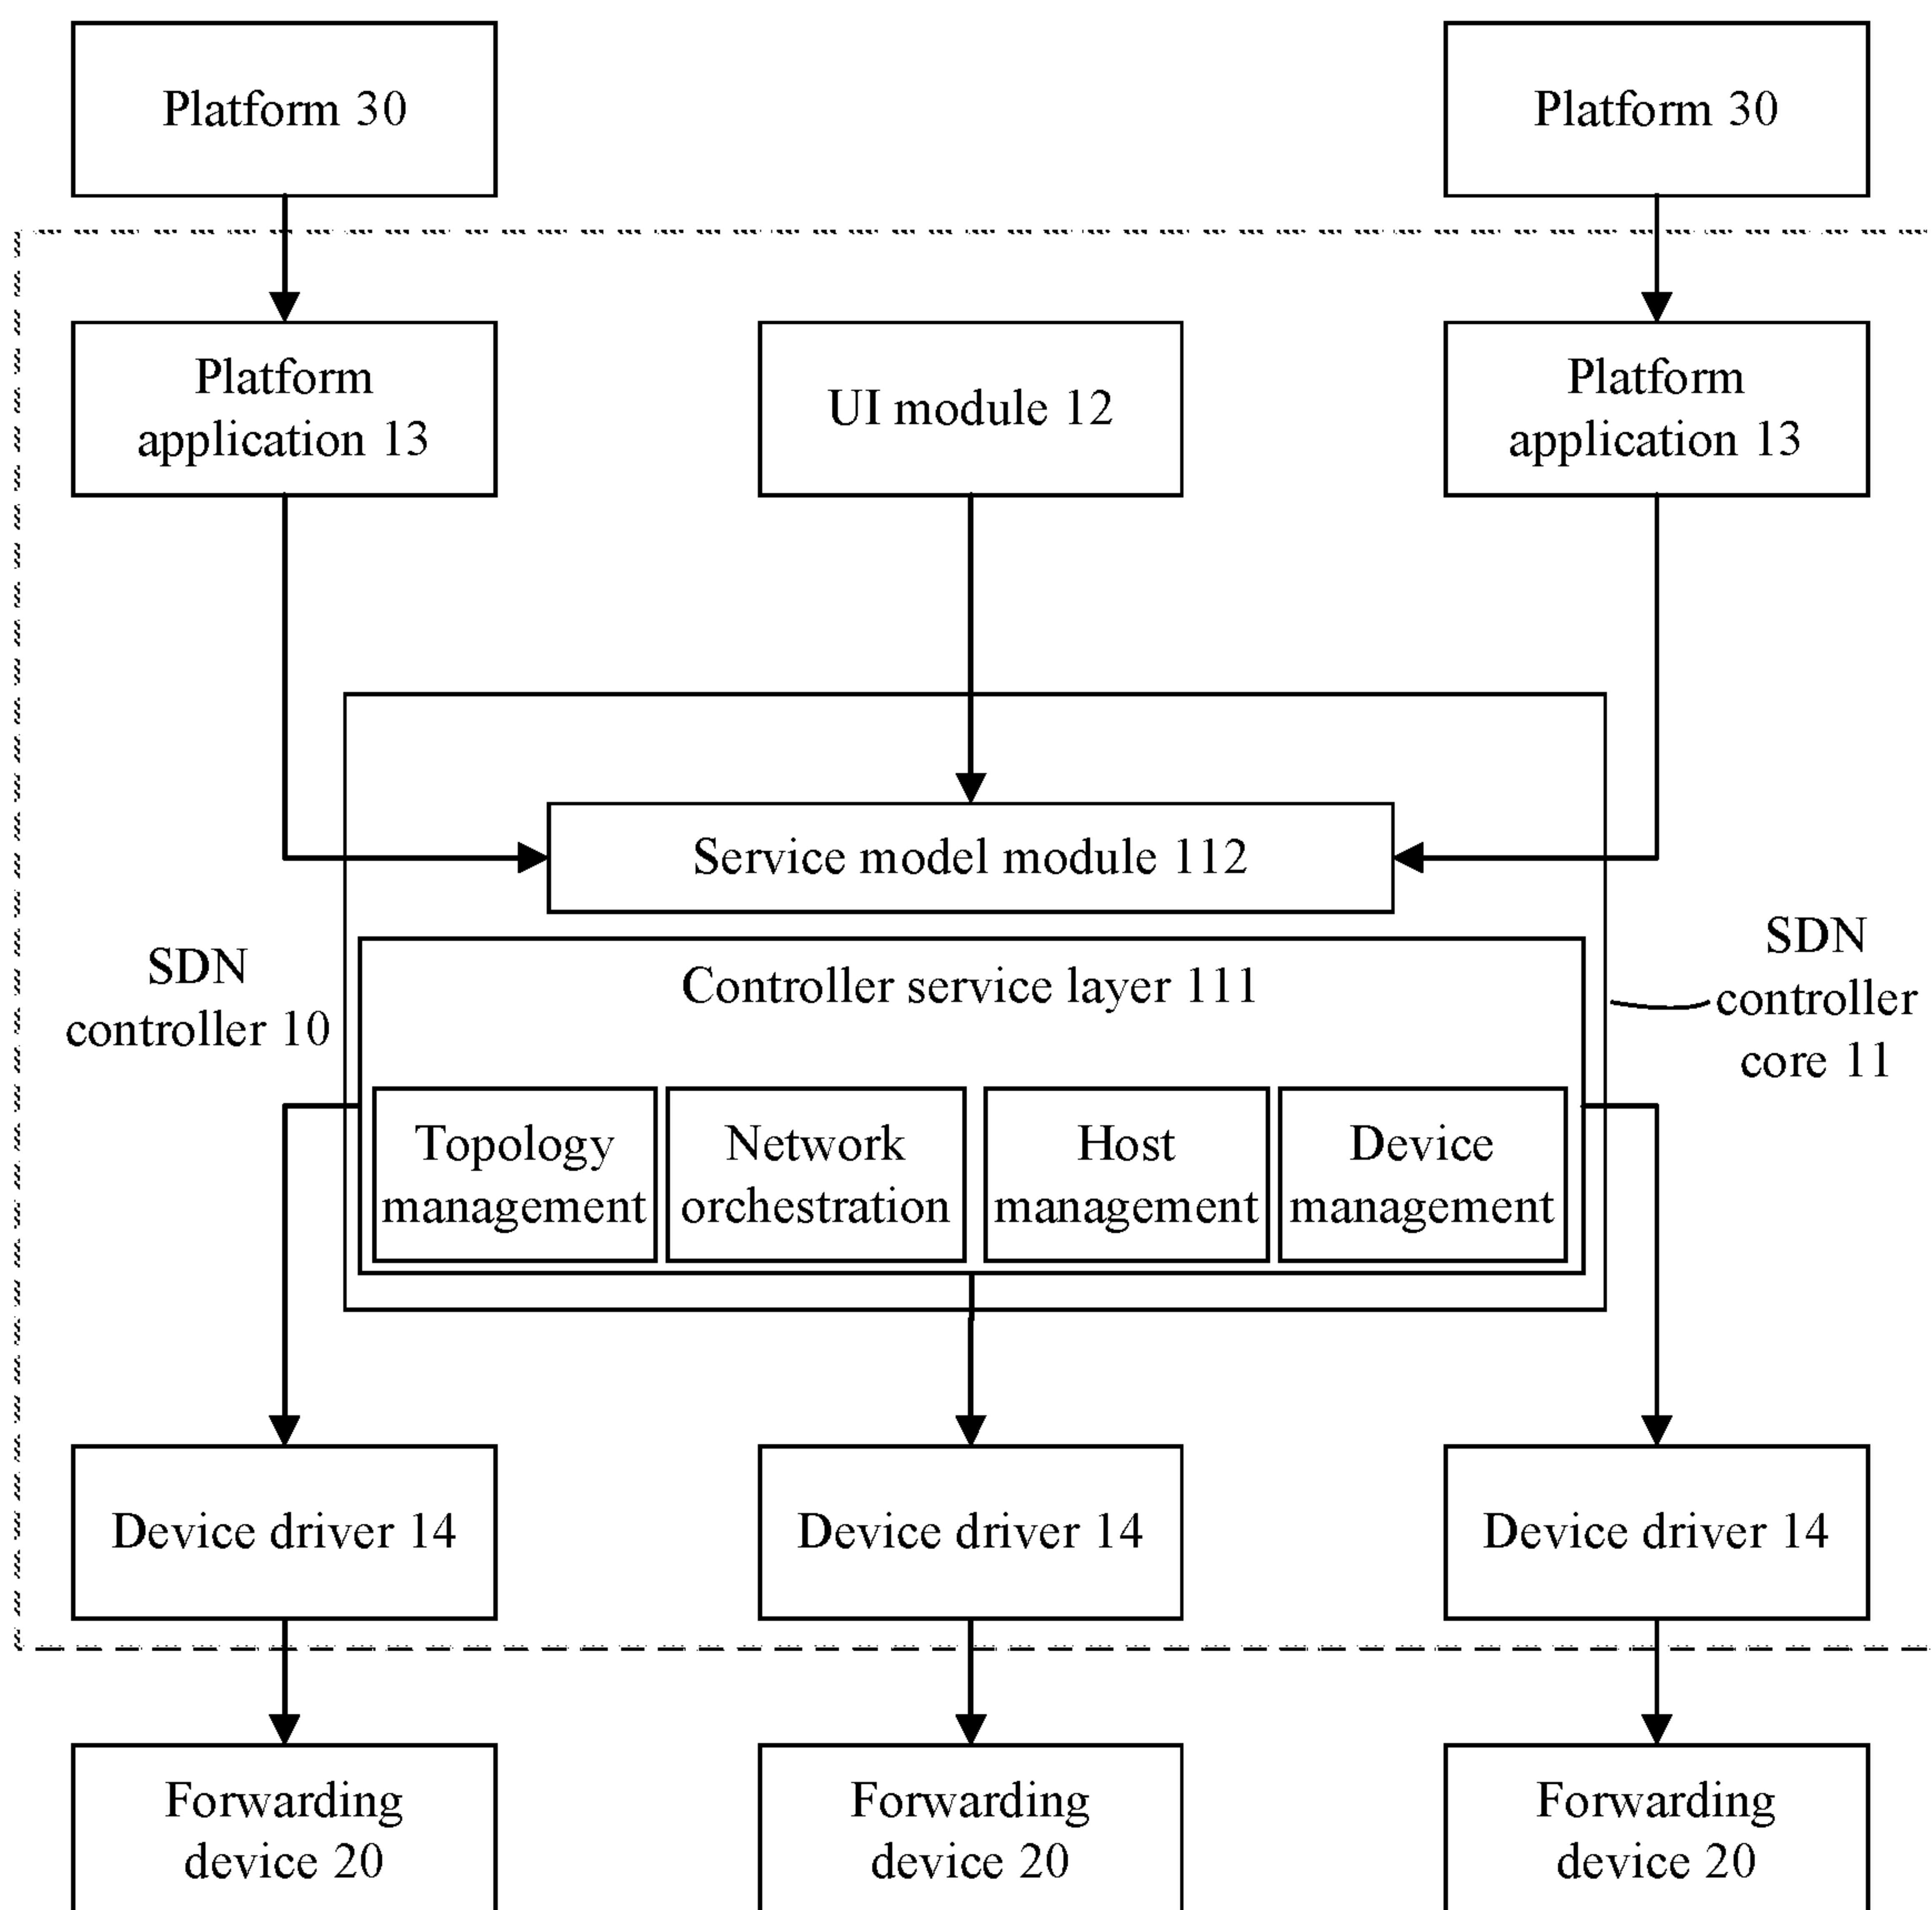 Platform 30
Platform 30
Platform
application 13
UI module 12
Platform
application 13
Service model module 112
SDN
controller 10
Controller service layer 111
SDN
controller
core 11
Topology
management
Network
orchestration
Host
management
Device
management
Device driver 14
Device driver 14
Device driver 14
Forwarding
device 20
Forwarding
device 20
Forwarding
device 20